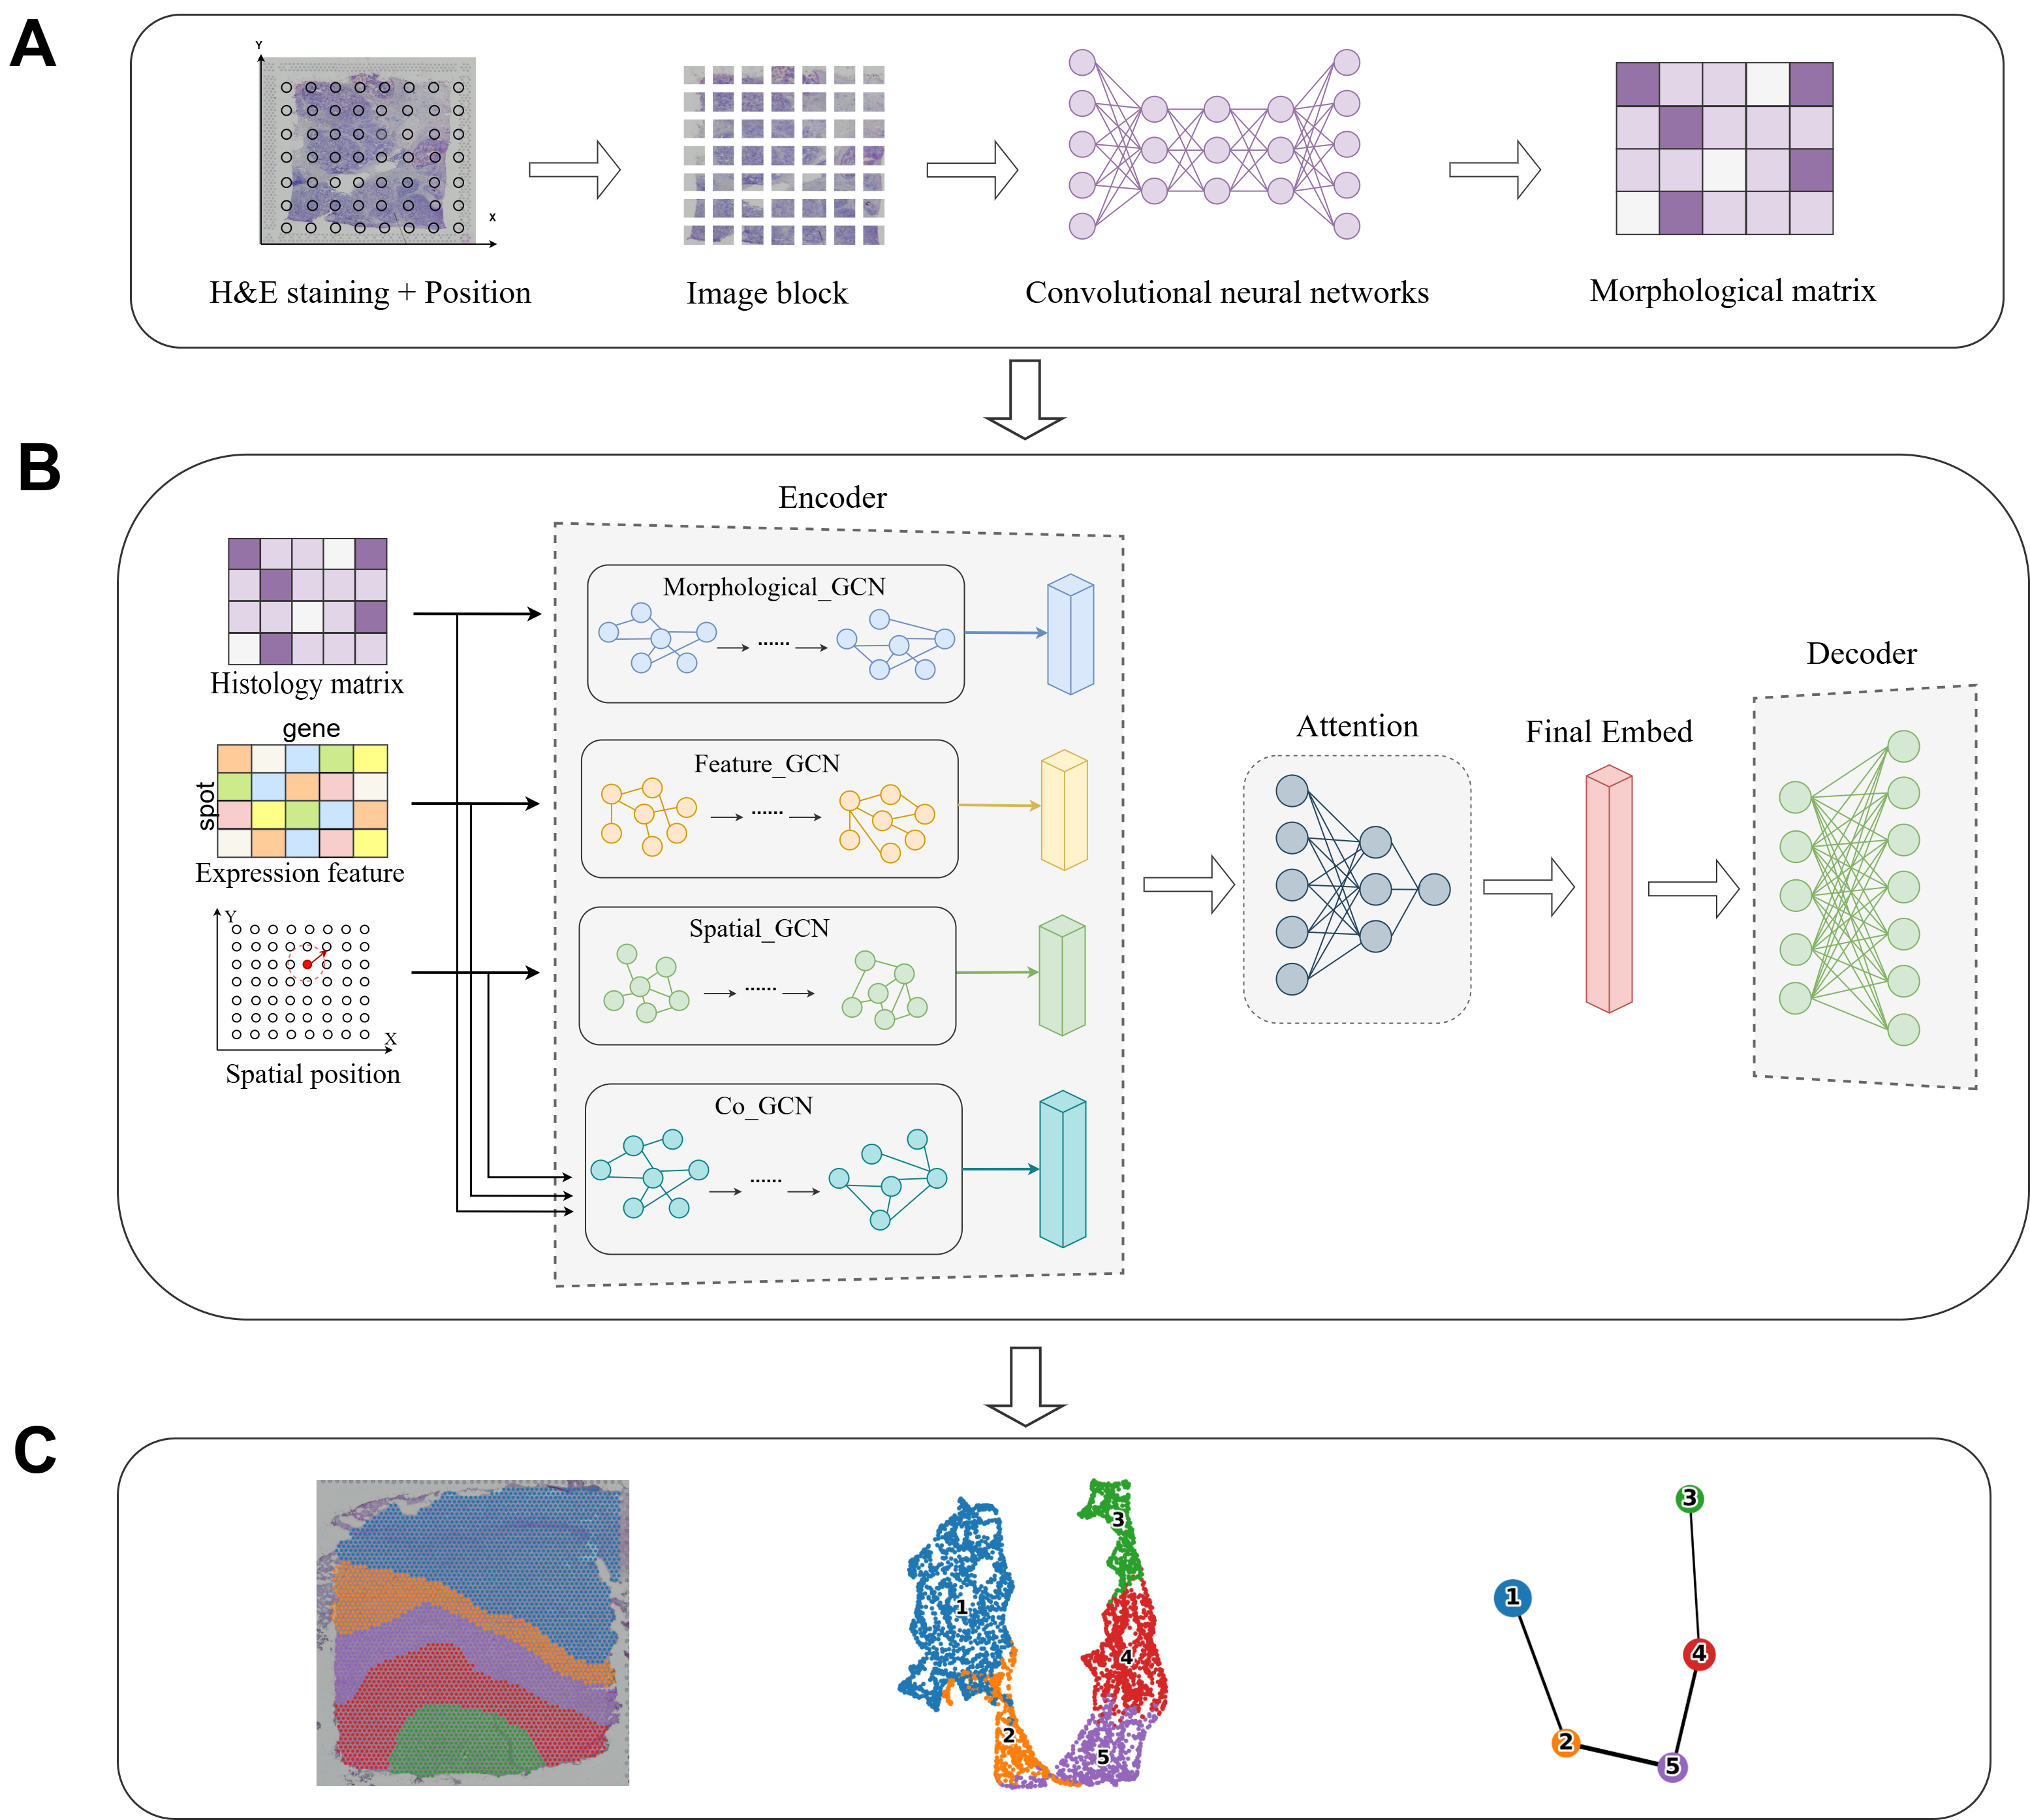 A
Y
X
H&E staining + Position
Image block
Convolutional neural networks
Morphological matrix
B
Encoder
Histology matrix
gene
spot
Expression feature
Y
X
Spatial position
Morphological_GCN
......
Feature_GCN
......
Spatial_GCN
......
Co_GCN
......
Attention
Final Embed
Decoder
C
1
2
3
4
5
1
2
3
4
5